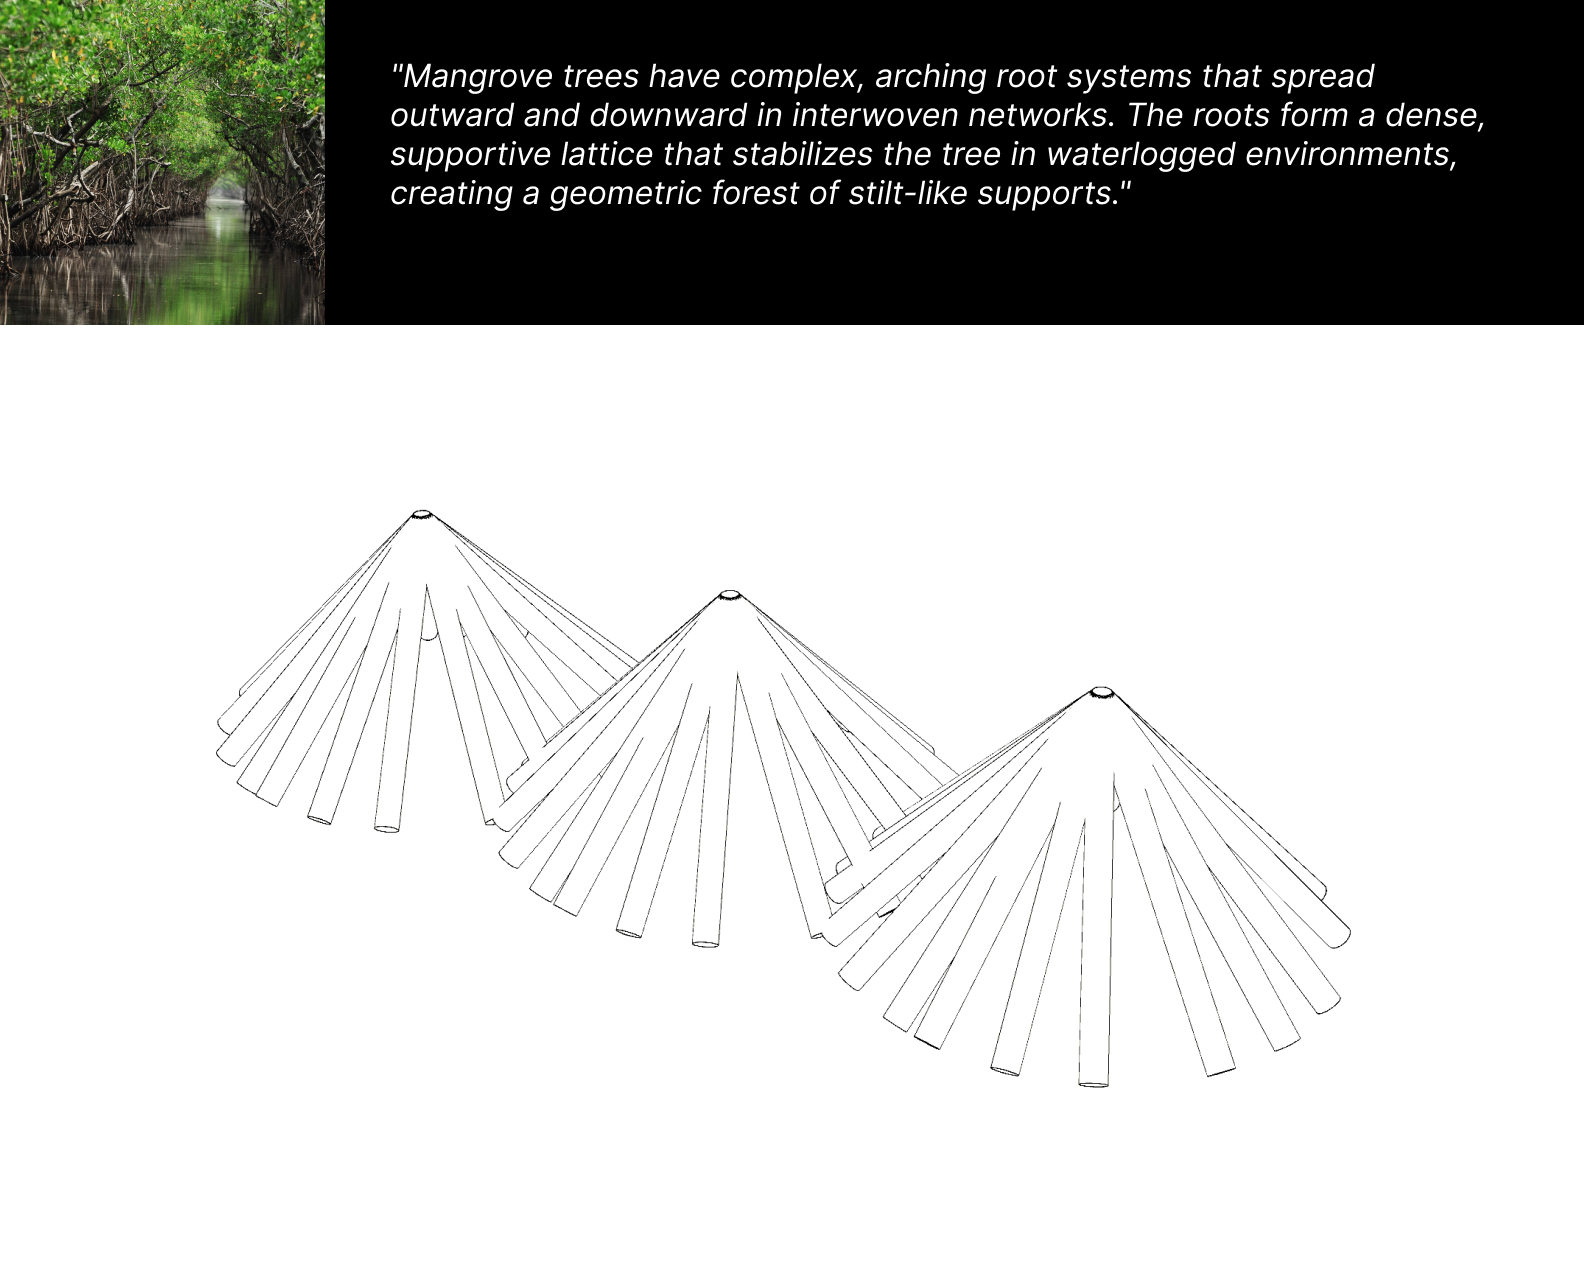 "Mangrove trees have complex, arching root systems that spread
outward and downward in interwoven networks. The roots form a dense,
supportive lattice that stabilizes the tree in waterlogged environments,
creating a geometric forest of stilt-like supports."